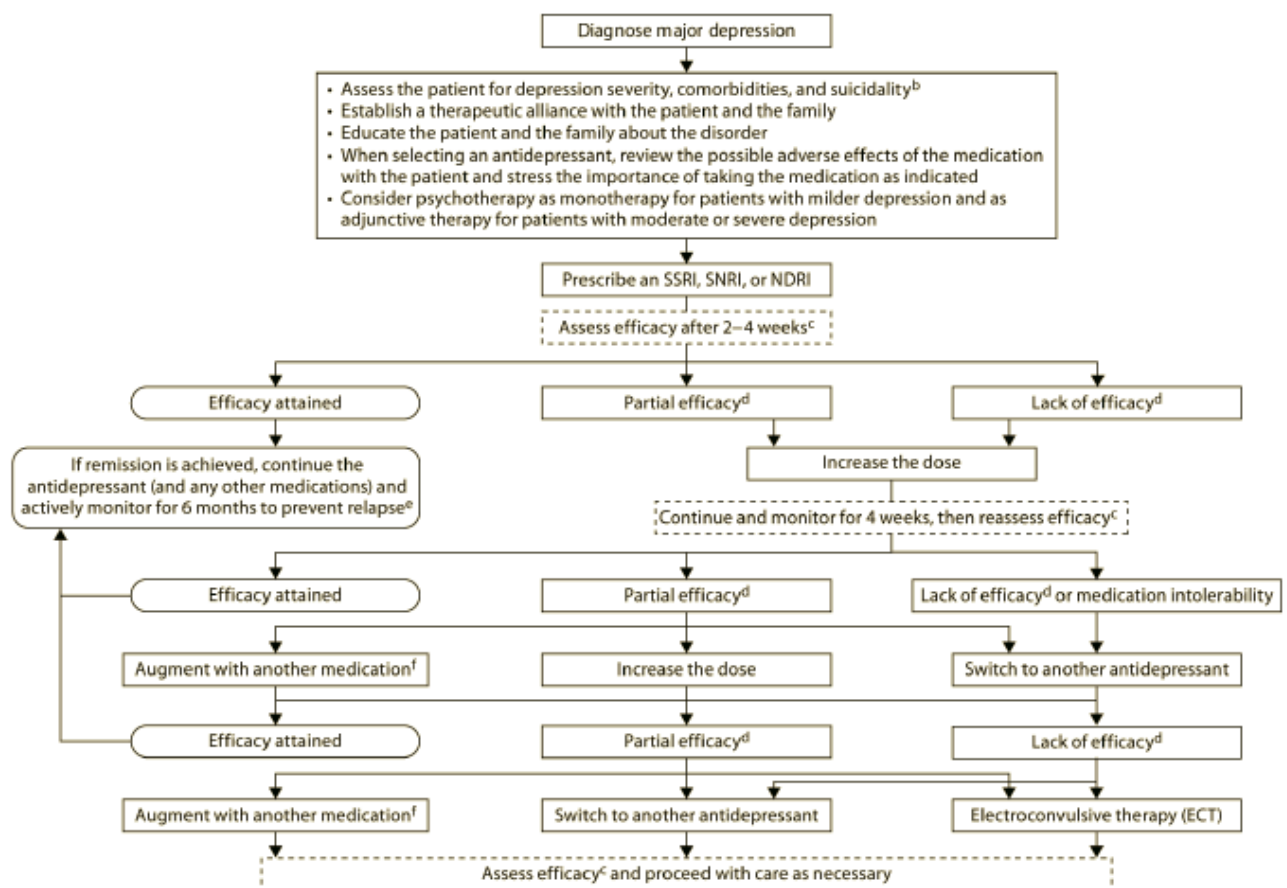 Diagnose major depression
• Assess the patient for depression severity, comorbidities, and suicidalityᵇ
• Establish a therapeutic alliance with the patient and the family
• Educate the patient and the family about the disorder
• When selecting an antidepressant, review the possible adverse effects of the medication
with the patient and stress the importance of taking the medication as indicated
• Consider psychotherapy as monotherapy for patients with milder depression and as
adjunctive therapy for patients with moderate or severe depression
Prescribe an SSRI, SNRI, or NDRI
Assess efficacy after 2–4 weeksᶜ
Efficacy attained
Partial efficacyᵈ
Lack of efficacyᵈ
If remission is achieved, continue the
antidepressant (and any other medications) and
actively monitor for 6 months to prevent relapseᵉ
Increase the dose
Continue and monitor for 4 weeks, then reassess efficacyᶜ
Efficacy attained
Partial efficacyᵈ
Lack of efficacyᵈ or medication intolerability
Augment with another medicationᶠ
Increase the dose
Switch to another antidepressant
Efficacy attained
Partial efficacyᵈ
Lack of efficacyᵈ
Augment with another medicationᶠ
Switch to another antidepressant
Electroconvulsive therapy (ECT)
Assess efficacyᶜ and proceed with care as necessary